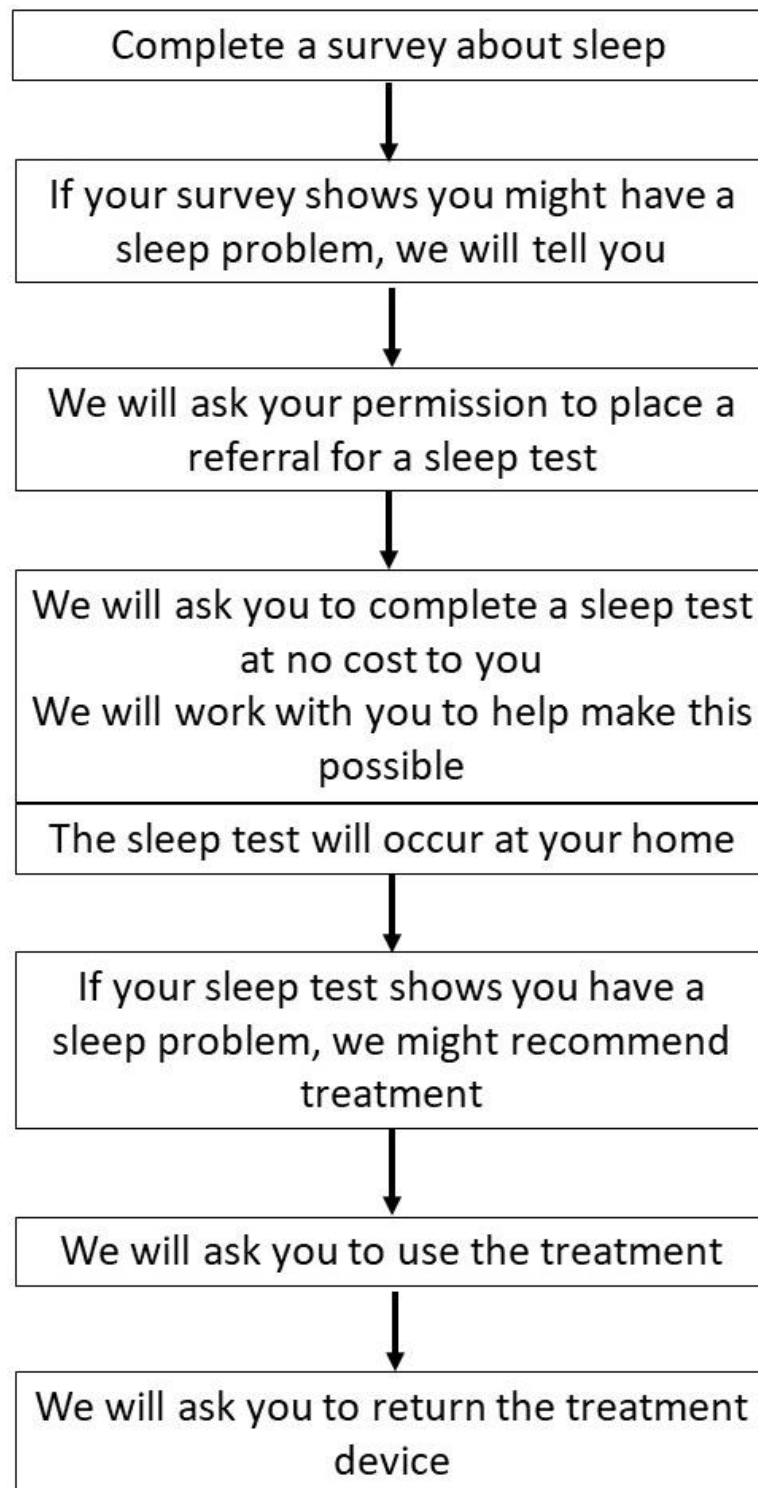 Complete a survey about sleep
If your survey shows you might have a
sleep problem, we will tell you
We will ask your permission to place a
referral for a sleep test
We will ask you to complete a sleep test
at no cost to you
We will work with you to help make this
possible
The sleep test will occur at your home
If your sleep test shows you have a
sleep problem, we might recommend
treatment
We will ask you to use the treatment
We will ask you to return the treatment
device